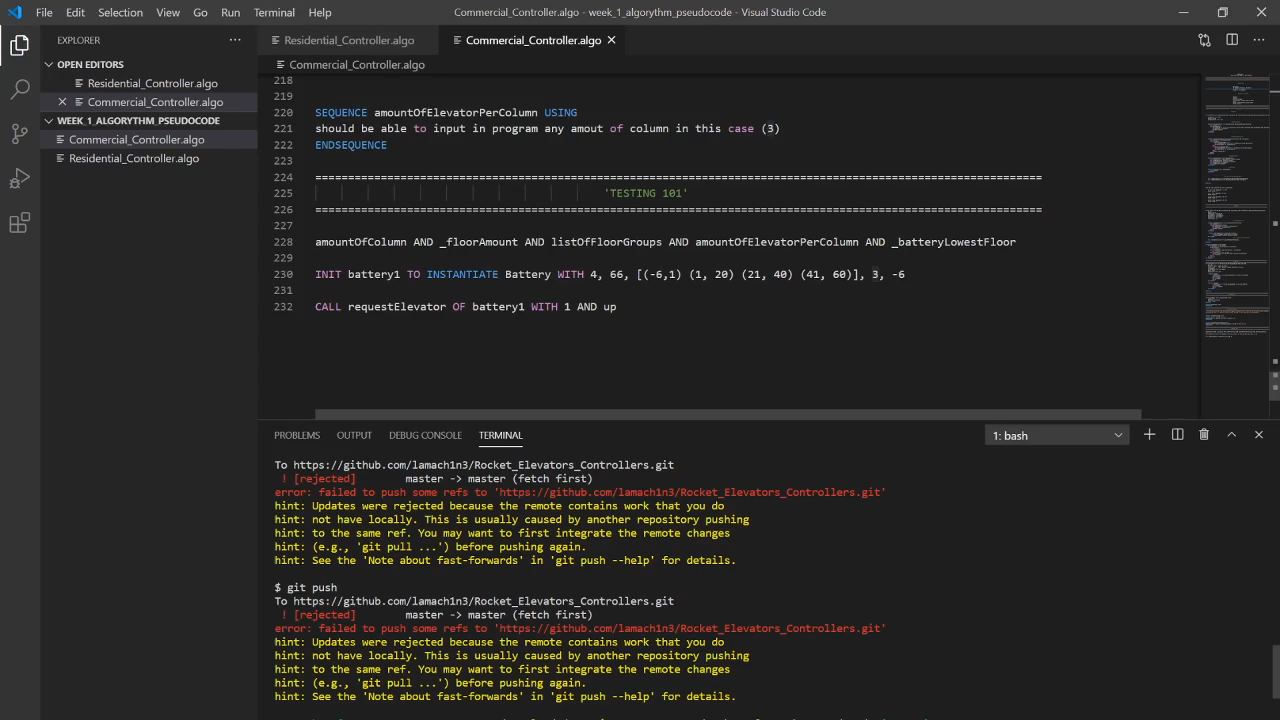 File Edit Selection View Go Run Terminal Help Commercial_Controller.algo - week_1_algorythm_pseudocode - Visual Studio Code
EXPLORER ··· Residential_Controller.algo Commercial_Controller.algo
OPEN EDITORS
Residential_Controller.algo
Commercial_Controller.algo
WEEK_1_ALGORYTHM_PSEUDOCODE
Commercial_Controller.algo
Residential_Controller.algo
Commercial_Controller.algo
218
219
220 SEQUENCE amountOfElevatorPerColumn USING
221 should be able to input in program any amout of column in this case (3)
222 ENDSEQUENCE
223
224 ===============================================================================================================
225 'TESTING 101'
226 ===============================================================================================================
227
228 amountOfColumn AND _floorAmount AND listOfFloorGroups AND amountOfElevatorPerColumn AND _batteryLowestFloor
229
230 INIT battery1 TO INSTANTIATE Battery WITH 4, 66, [(-6,1) (1, 20) (21, 40) (41, 60)], 3, -6
231
232 CALL requestElevator OF battery1 WITH 1 AND up
PROBLEMS OUTPUT DEBUG CONSOLE TERMINAL 1: bash
To https://github.com/lamach1n3/Rocket_Elevators_Controllers.git
! [rejected] master -> master (fetch first)
error: failed to push some refs to 'https://github.com/lamach1n3/Rocket_Elevators_Controllers.git'
hint: Updates were rejected because the remote contains work that you do
hint: not have locally. This is usually caused by another repository pushing
hint: to the same ref. You may want to first integrate the remote changes
hint: (e.g., 'git pull ...') before pushing again.
hint: See the 'Note about fast-forwards' in 'git push --help' for details.
$ git push
To https://github.com/lamach1n3/Rocket_Elevators_Controllers.git
! [rejected] master -> master (fetch first)
error: failed to push some refs to 'https://github.com/lamach1n3/Rocket_Elevators_Controllers.git'
hint: Updates were rejected because the remote contains work that you do
hint: not have locally. This is usually caused by another repository pushing
hint: to the same ref. You may want to first integrate the remote changes
hint: (e.g., 'git pull ...') before pushing again.
hint: See the 'Note about fast-forwards' in 'git push --help' for details.